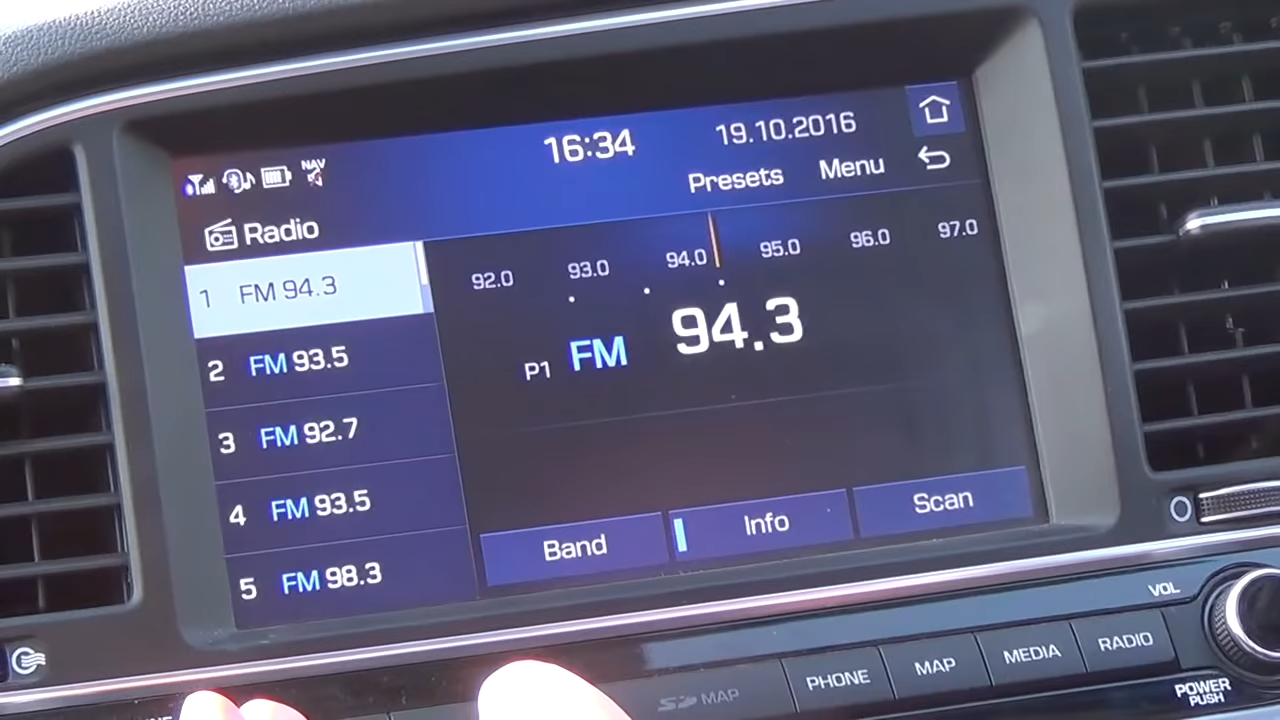 16:34
19.10.2016
NAV
Presets
Menu
Radio
1 FM 94.3
2 FM 93.5
3 FM 92.7
4 FM 93.5
5 FM 98.3
92.0 93.0 94.0 95.0 96.0 97.0
P1 FM 94.3
Band
Info
Scan
VOL
SD MAP
PHONE
MAP
MEDIA
RADIO
POWER
PUSH